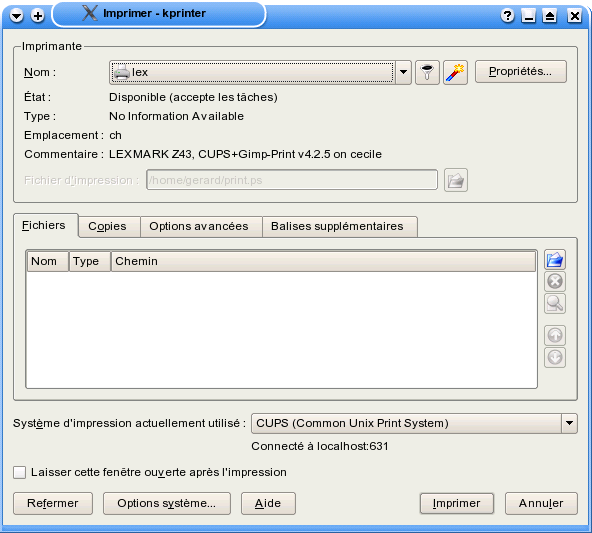 Imprimer - kprinter
Imprimante
Nom : lex Propriétés...
État : Disponible (accepte les tâches)
Type : No Information Available
Emplacement : ch
Commentaire : LEXMARK Z43, CUPS+Gimp-Print v4.2.5 on cecile
Fichier d'impression : /home/gerard/print.ps
Fichiers Copies Options avancées Balises supplémentaires
Nom Type Chemin
Système d'impression actuellement utilisé : CUPS (Common Unix Print System)
Connecté à localhost:631
Laisser cette fenêtre ouverte après l'impression
Refermer Options système... Aide Imprimer Annuler